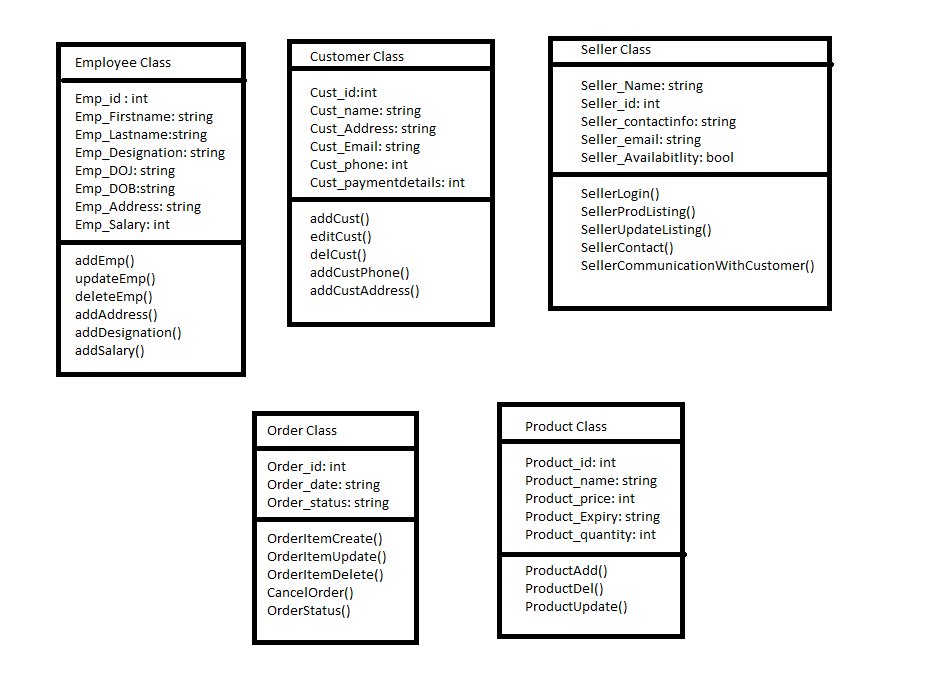 Employee Class
Emp_id : int
Emp_Firstname: string
Emp_Lastname:string
Emp_Designation: string
Emp_DOJ: string
Emp_DOB:string
Emp_Address: string
Emp_Salary: int
addEmp()
updateEmp()
deleteEmp()
addAddress()
addDesignation()
addSalary()
Customer Class
Cust_id:int
Cust_name: string
Cust_Address: string
Cust_Email: string
Cust_phone: int
Cust_paymentdetails: int
addCust()
editCust()
delCust()
addCustPhone()
addCustAddress()
Seller Class
Seller_Name: string
Seller_id: int
Seller_contactinfo: string
Seller_email: string
Seller_Availabitlity: bool
SellerLogin()
SellerProdListing()
SellerUpdateListing()
SellerContact()
SellerCommunicationWithCustomer()
Order Class
Order_id: int
Order_date: string
Order_status: string
OrderItemCreate()
OrderItemUpdate()
OrderItemDelete()
CancelOrder()
OrderStatus()
Product Class
Product_id: int
Product_name: string
Product_price: int
Product_Expiry: string
Product_quantity: int
ProductAdd()
ProductDel()
ProductUpdate()